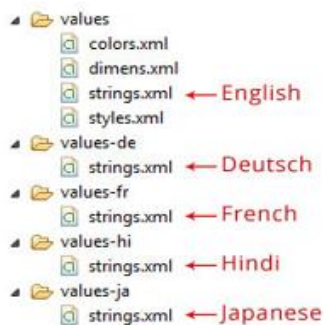 values
colors.xml
dimens.xml
strings.xml English
styles.xml
values-de
strings.xml Deutsch
values-fr
strings.xml French
values-hi
strings.xml Hindi
values-ja
strings.xml Japanese